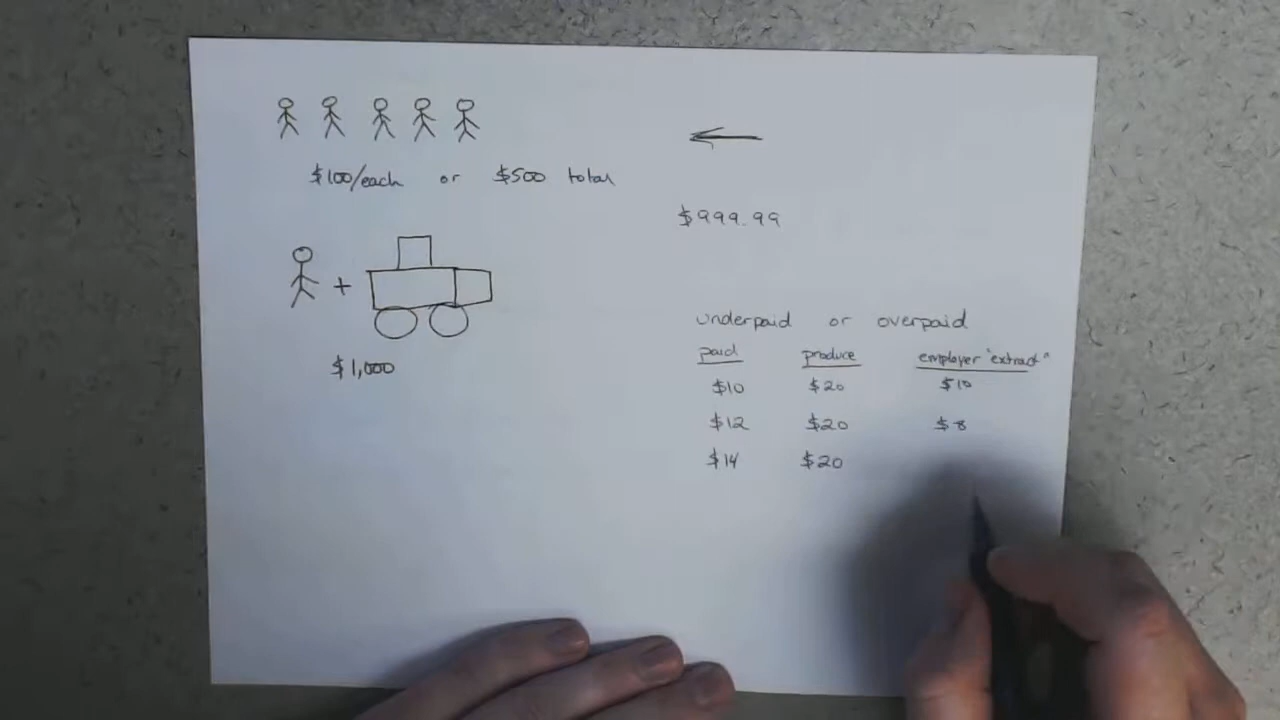 $100/each or $500 total
$999.99
$1,000
underpaid or overpaid
paid produce employer "extract"
$10 $20 $10
$12 $20 $8
$14 $20